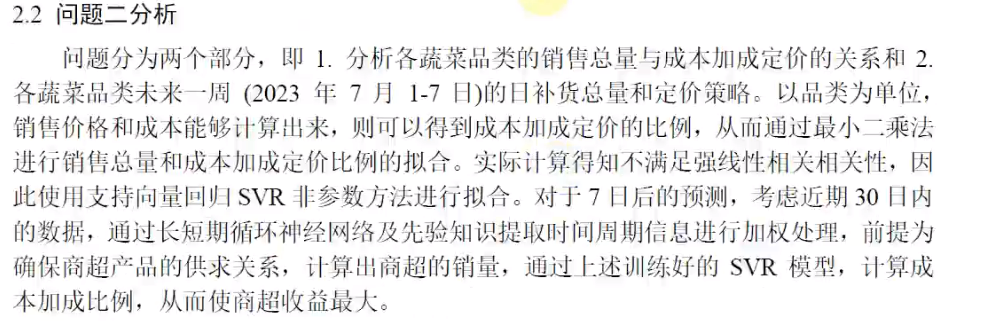 2.2 问题二分析
问题分为两个部分，即 1. 分析各蔬菜品类的销售总量与成本加成定价的关系和 2.
各蔬菜品类未来一周 (2023 年 7 月 1-7 日)的日补货总量和定价策略。以品类为单位，
销售价格和成本能够计算出来，则可以得到成本加成定价的比例，从而通过最小二乘法
进行销售总量和成本加成定价比例的拟合。实际计算得知不满足强线性相关相关性，因
此使用支持向量回归 SVR 非参数方法进行拟合。对于 7 日后的预测，考虑近期 30 日内
的数据，通过长短期循环神经网络及先验知识提取时间周期信息进行加权处理，前提为
确保商超产品的供求关系，计算出商超的销量，通过上述训练好的 SVR 模型，计算成
本加成比例，从而使商超收益最大。